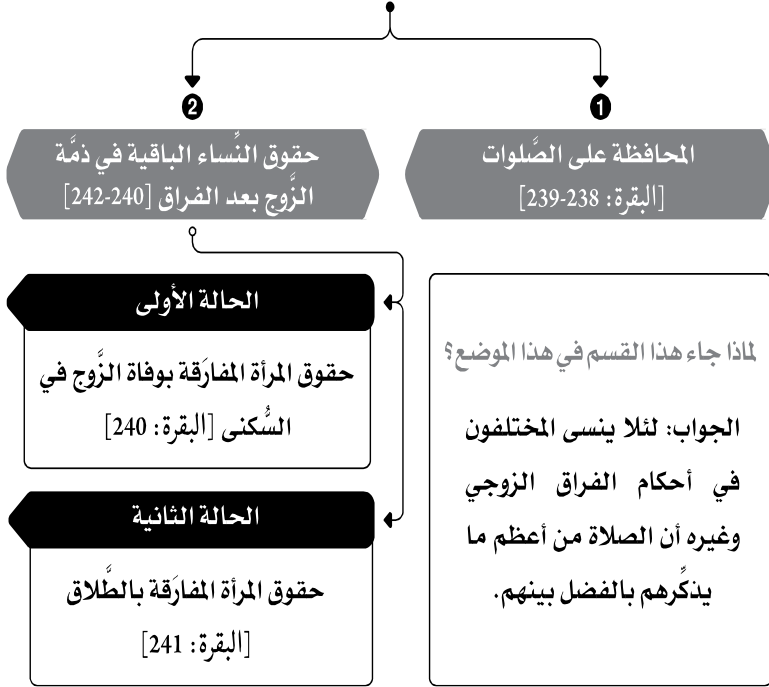 1
المحافظة على الصَّلوات
[البقرة: 238-239]
لماذا جاء هذا القسم في هذا الموضع؟
الجواب: لئلا ينسى المختلفون
في أحكام الفراق الزوجي
وغيره أن الصلاة من أعظم ما
يذكِّرهم بالفضل بينهم.
2
حقوق النِّساء الباقية في ذمَّة
الزَّوج بعد الفراق [240-242]
الحالة الأولى
حقوق المرأة المفارَقة بوفاة الزَّوج في
السُّكنى [البقرة: 240]
الحالة الثانية
حقوق المرأة المفارَقة بالطَّلاق
[البقرة: 241]